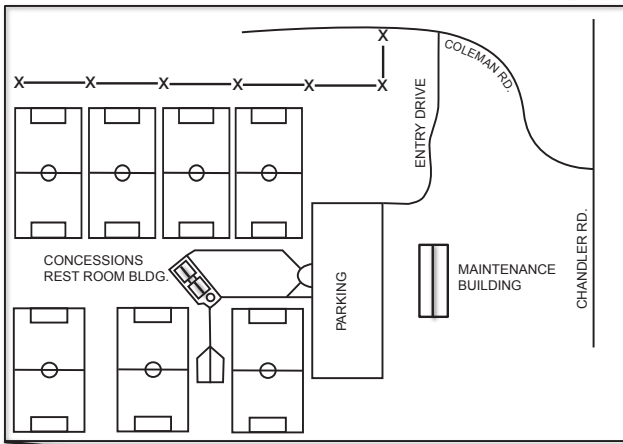 X
X X X X X X
COLEMAN RD.
ENTRY DRIVE
CONCESSIONS
REST ROOM BLDG.
PARKING
MAINTENANCE
BUILDING
CHANDLER RD.